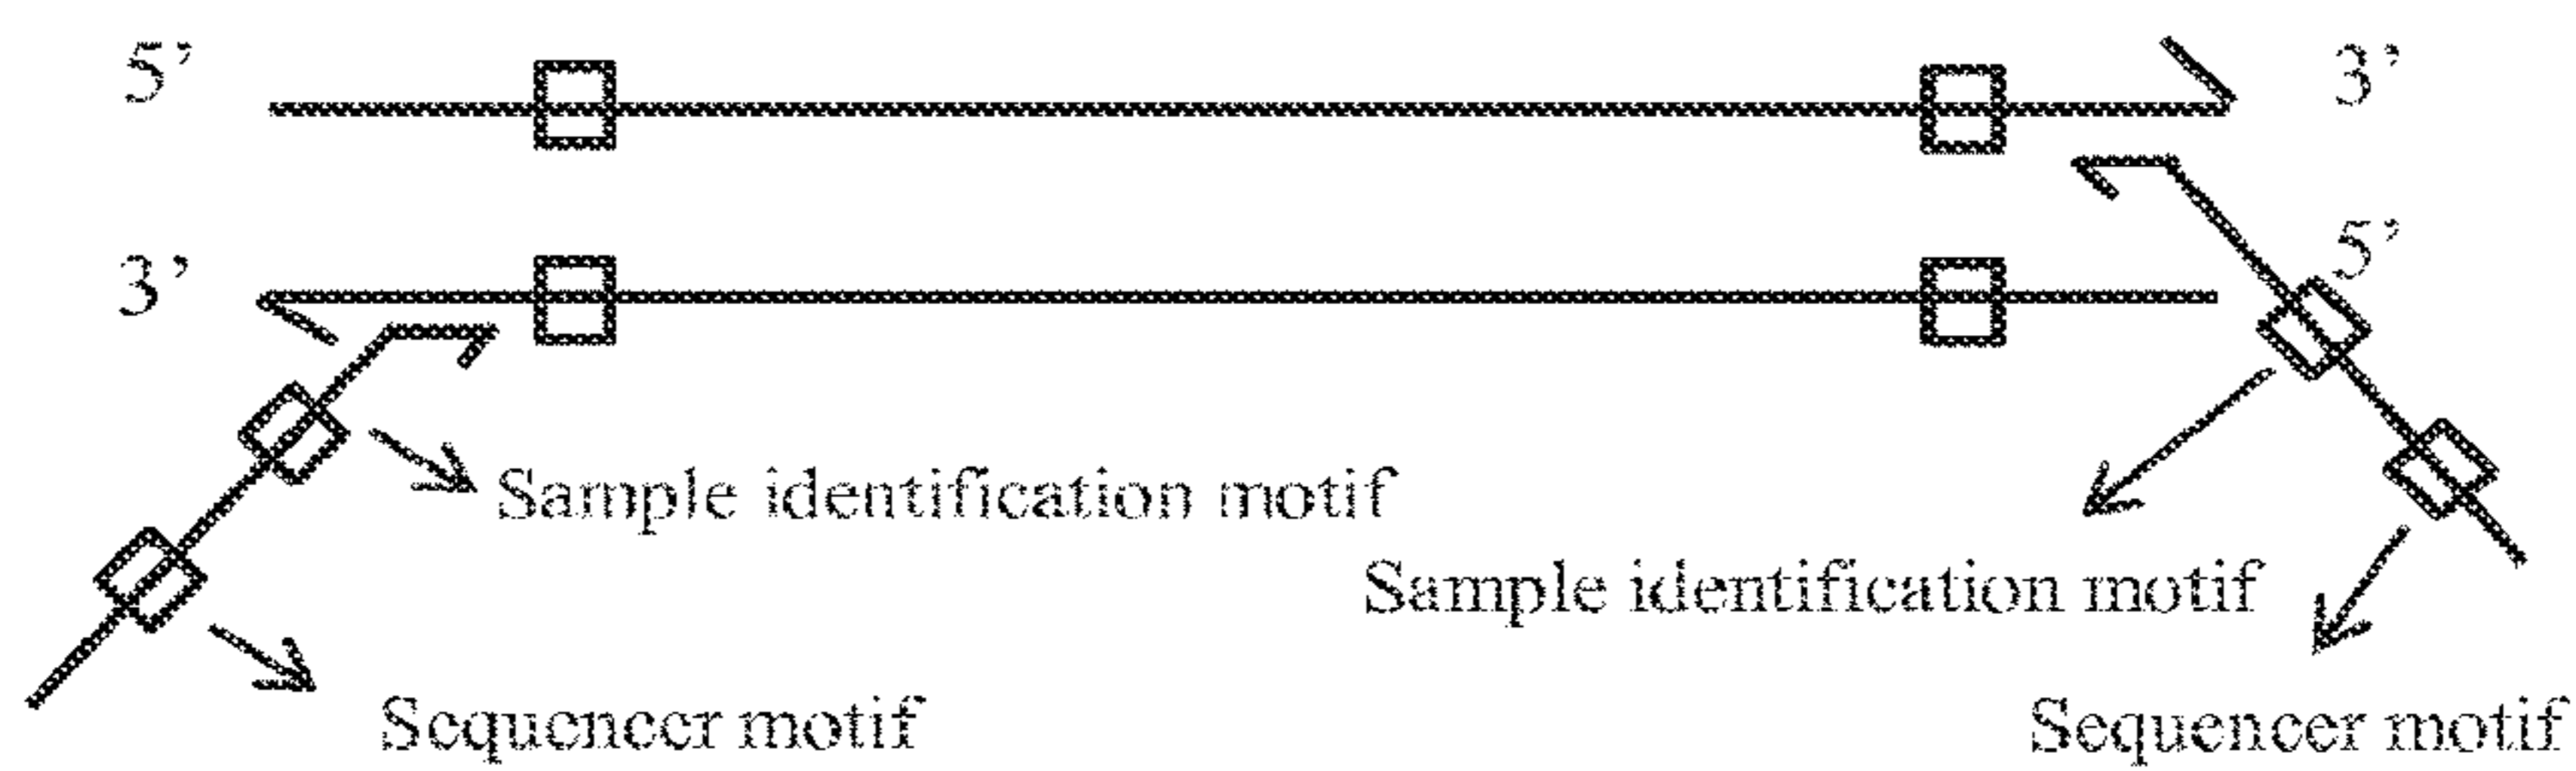 5’
3’
3’
5’
Sample identification motif
Sample identification motif
Sequencer motif
Sequencer motif